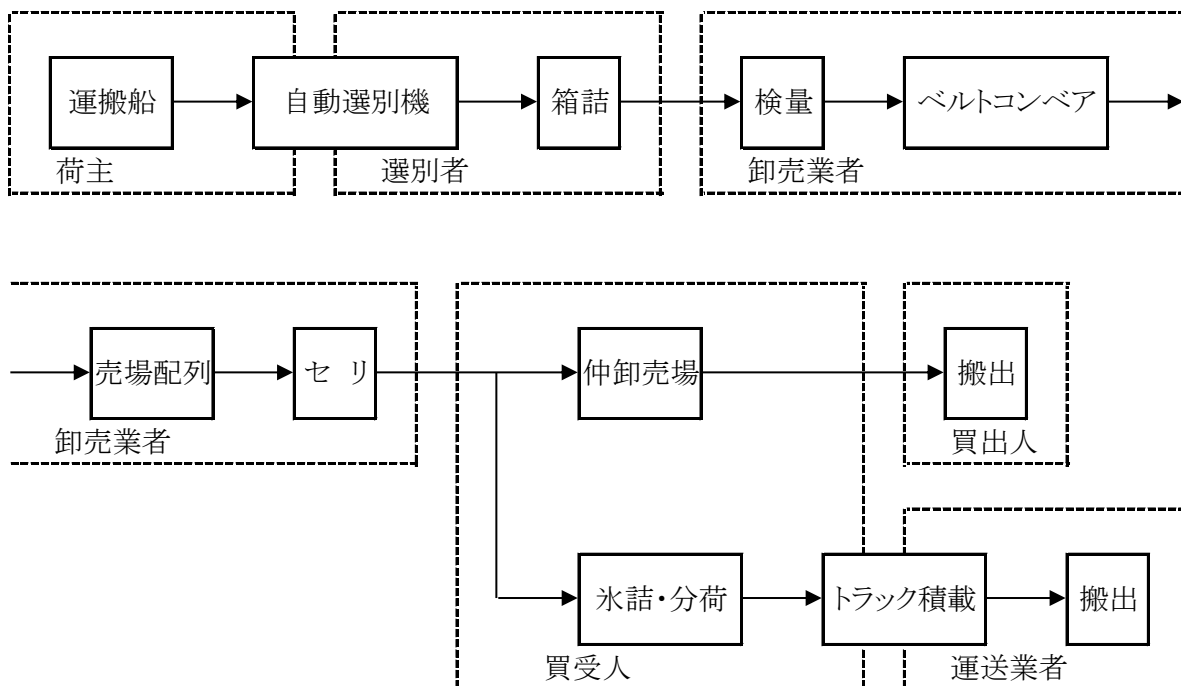 運搬船
自動選別機
箱詰
検量
ベルトコンベア
荷主
選別者
卸売業者
売場配列
セ リ
仲卸売場
搬出
卸売業者
買出人
氷詰・分荷
トラック積載
搬出
買受人
運送業者